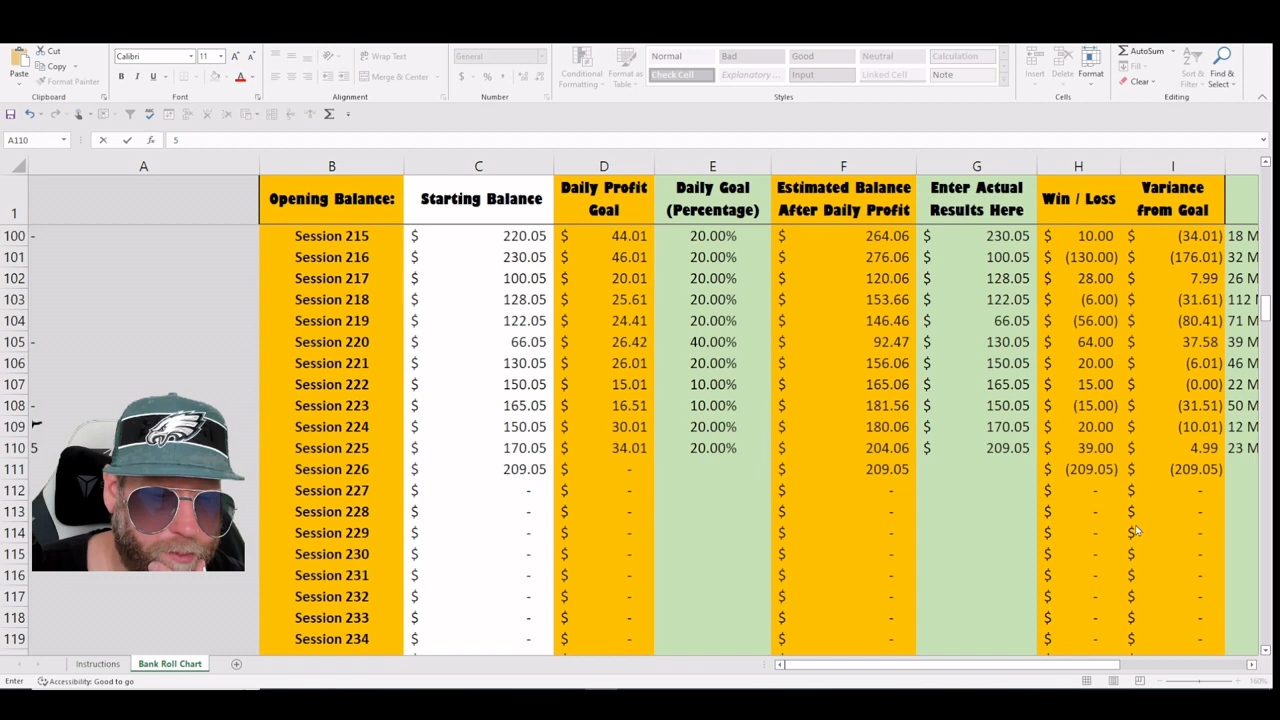 Cut
Copy
Format Painter
Paste
Clipboard
Calibri 11 A A
B I U A
Font
Wrap Text
Merge & Center
Alignment
General
$ % ,
Number
Conditional Formatting
Format as Table
Normal Bad Good Neutral Calculation
Check Cell Explanatory ... Input Linked Cell Note
Styles
Insert Delete Format
Cells
AutoSum
Fill
Clear
Sort & Filter
Find & Select
Editing
A110 fx 5
A B C D E F G H I
1 Opening Balance: Starting Balance Daily Profit Goal Daily Goal (Percentage) Estimated Balance After Daily Profit Enter Actual Results Here Win / Loss Variance from Goal
100 - Session 215 $ 220.05 $ 44.01 20.00% $ 264.06 $ 230.05 $ 10.00 $ (34.01) 18 M
101 Session 216 $ 230.05 $ 46.01 20.00% $ 276.06 $ 100.05 $ (130.00) $ (176.01) 32 M
102 Session 217 $ 100.05 $ 20.01 20.00% $ 120.06 $ 128.05 $ 28.00 $ 7.99 26 M
103 Session 218 $ 128.05 $ 25.61 20.00% $ 153.66 $ 122.05 $ (6.00) $ (31.61) 112 M
104 Session 219 $ 122.05 $ 24.41 20.00% $ 146.46 $ 66.05 $ (56.00) $ (80.41) 71 M
105 - Session 220 $ 66.05 $ 26.42 40.00% $ 92.47 $ 130.05 $ 64.00 $ 37.58 39 M
106 Session 221 $ 130.05 $ 26.01 20.00% $ 156.06 $ 150.05 $ 20.00 $ (6.01) 46 M
107 Session 222 $ 150.05 $ 15.01 10.00% $ 165.06 $ 165.05 $ 15.00 $ (0.00) 22 M
108 - Session 223 $ 165.05 $ 16.51 10.00% $ 181.56 $ 150.05 $ (15.00) $ (31.51) 50 M
109 Session 224 $ 150.05 $ 30.01 20.00% $ 180.06 $ 170.05 $ 20.00 $ (10.01) 12 M
110 5 Session 225 $ 170.05 $ 34.01 20.00% $ 204.06 $ 209.05 $ 39.00 $ 4.99 23 M
111 Session 226 $ 209.05 $ - $ 209.05 $ (209.05) $ (209.05)
112 Session 227 $ - $ - $ - $ - $ -
113 Session 228 $ - $ - $ - $ - $ -
114 Session 229 $ - $ - $ - $ - $ -
115 Session 230 $ - $ - $ - $ - $ -
116 Session 231 $ - $ - $ - $ - $ -
117 Session 232 $ - $ - $ - $ - $ -
118 Session 233 $ - $ - $ - $ - $ -
119 Session 234 $ - $ - $ - $ - $ -
Instructions Bank Roll Chart
Enter Accessibility: Good to go 160%